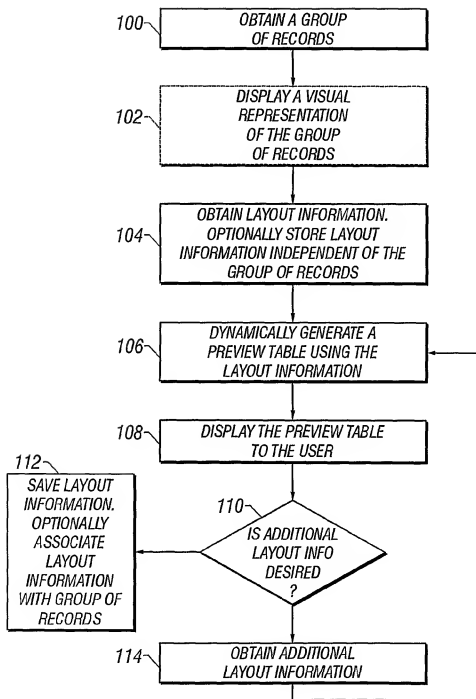 100
OBTAIN A GROUP
OF RECORDS
102
DISPLAY A VISUAL
REPRESENTATION
OF THE GROUP
OF RECORDS
104
OBTAIN LAYOUT INFORMATION.
OPTIONALLY STORE LAYOUT
INFORMATION INDEPENDENT OF THE
GROUP OF RECORDS
106
DYNAMICALLY GENERATE A
PREVIEW TABLE USING THE
LAYOUT INFORMATION
108
DISPLAY THE PREVIEW TABLE
TO THE USER
110
IS ADDITIONAL
LAYOUT INFO
DESIRED
?
112
SAVE LAYOUT
INFORMATION.
OPTIONALLY
ASSOCIATE
LAYOUT
INFORMATION
WITH GROUP OF
RECORDS
114
OBTAIN ADDITIONAL
LAYOUT INFORMATION